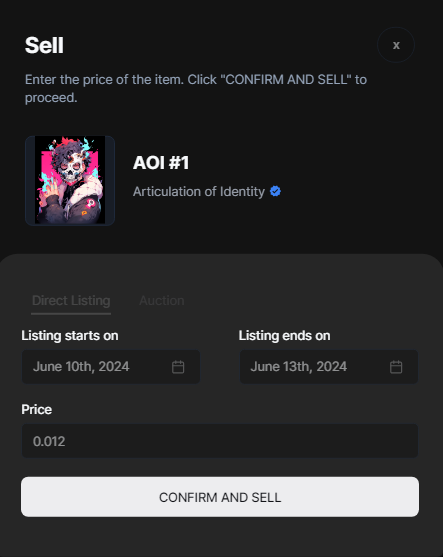 Sell
x
Enter the price of the item. Click "CONFIRM AND SELL" to
proceed.
AOI #1
Articulation of Identity
Direct Listing
Auction
Listing starts on
Listing ends on
June 10th, 2024
June 13th, 2024
Price
0.012
CONFIRM AND SELL